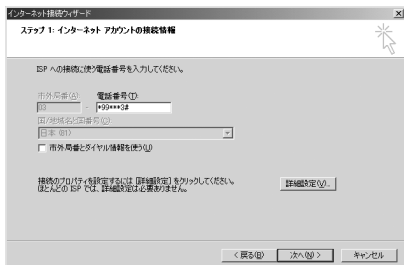 インターネット接続ウィザード
ステップ 1: インターネット アカウントの接続情報
ISP への接続に使う電話番号を入力してください。
市外局番(A): 電話番号(T):
03 - *99***3#
国/地域名と国番号(C):
日本 (81)
市外局番とダイヤル情報を使う(U)
接続のプロパティを設定するには [詳細設定] をクリックしてください。
ほとんどの ISP では、詳細設定は必要ありません。
詳細設定(V)...
< 戻る(B) 次へ(N) > キャンセル